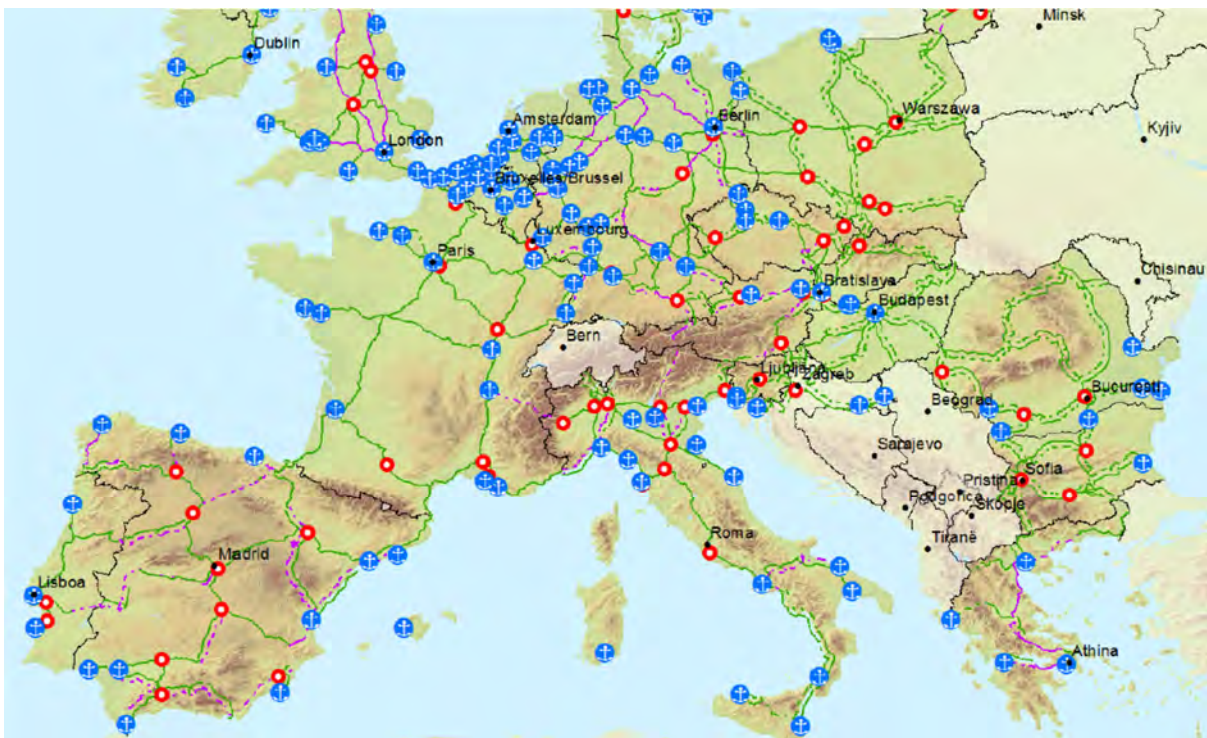 Minsk
Dublin
Amsterdam
Berlin
Warszawa
Kyjiv
London
Bruxelles/Brussel
Luxembourg
Paris
Chisinau
Bratislava
Budapest
Bern
Ljubljana
Zagreb
Bucuresti
Beograd
Sarajevo
Sofia
Pristina
Podgorica
Skopje
Roma
Tiranë
Madrid
Lisboa
Athina